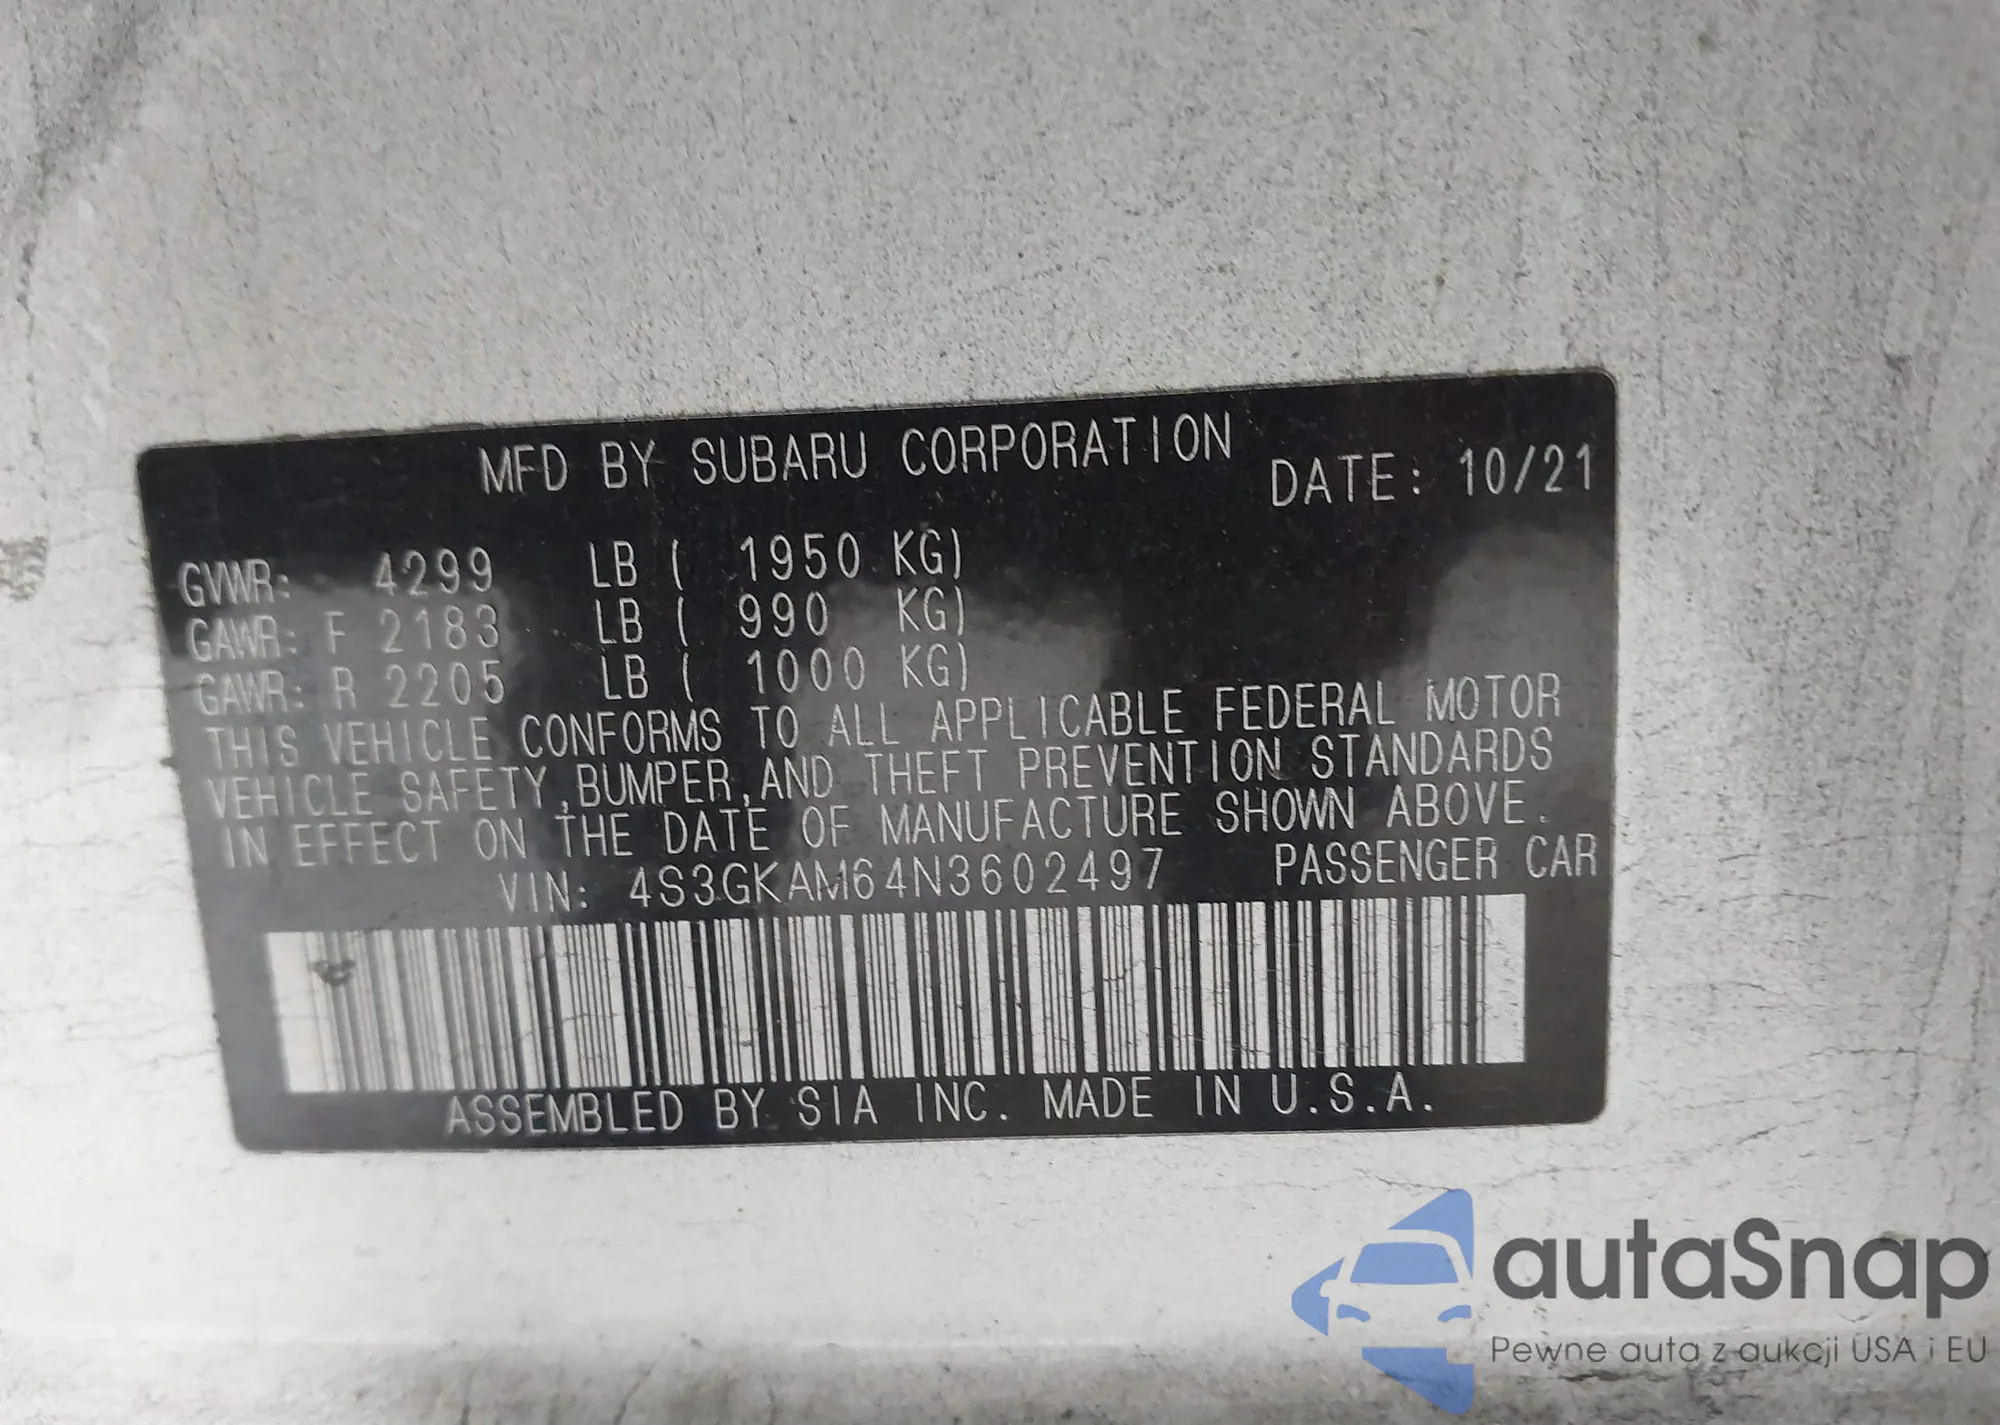 MFD BY SUBARU CORPORATION DATE: 10/21
GVWR: 4299 LB ( 1950 KG)
GAWR: F 2183 LB ( 990 KG)
GAWR: R 2205 LB ( 1000 KG)
THIS VEHICLE CONFORMS TO ALL APPLICABLE FEDERAL MOTOR
VEHICLE SAFETY, BUMPER, AND THEFT PREVENTION STANDARDS
IN EFFECT ON THE DATE OF MANUFACTURE SHOWN ABOVE.
VIN: 4S3GKAM64N3602497 PASSENGER CAR
ASSEMBLED BY SIA INC. MADE IN U.S.A.
autaSnap
Pewne auta z aukcji USA i EU